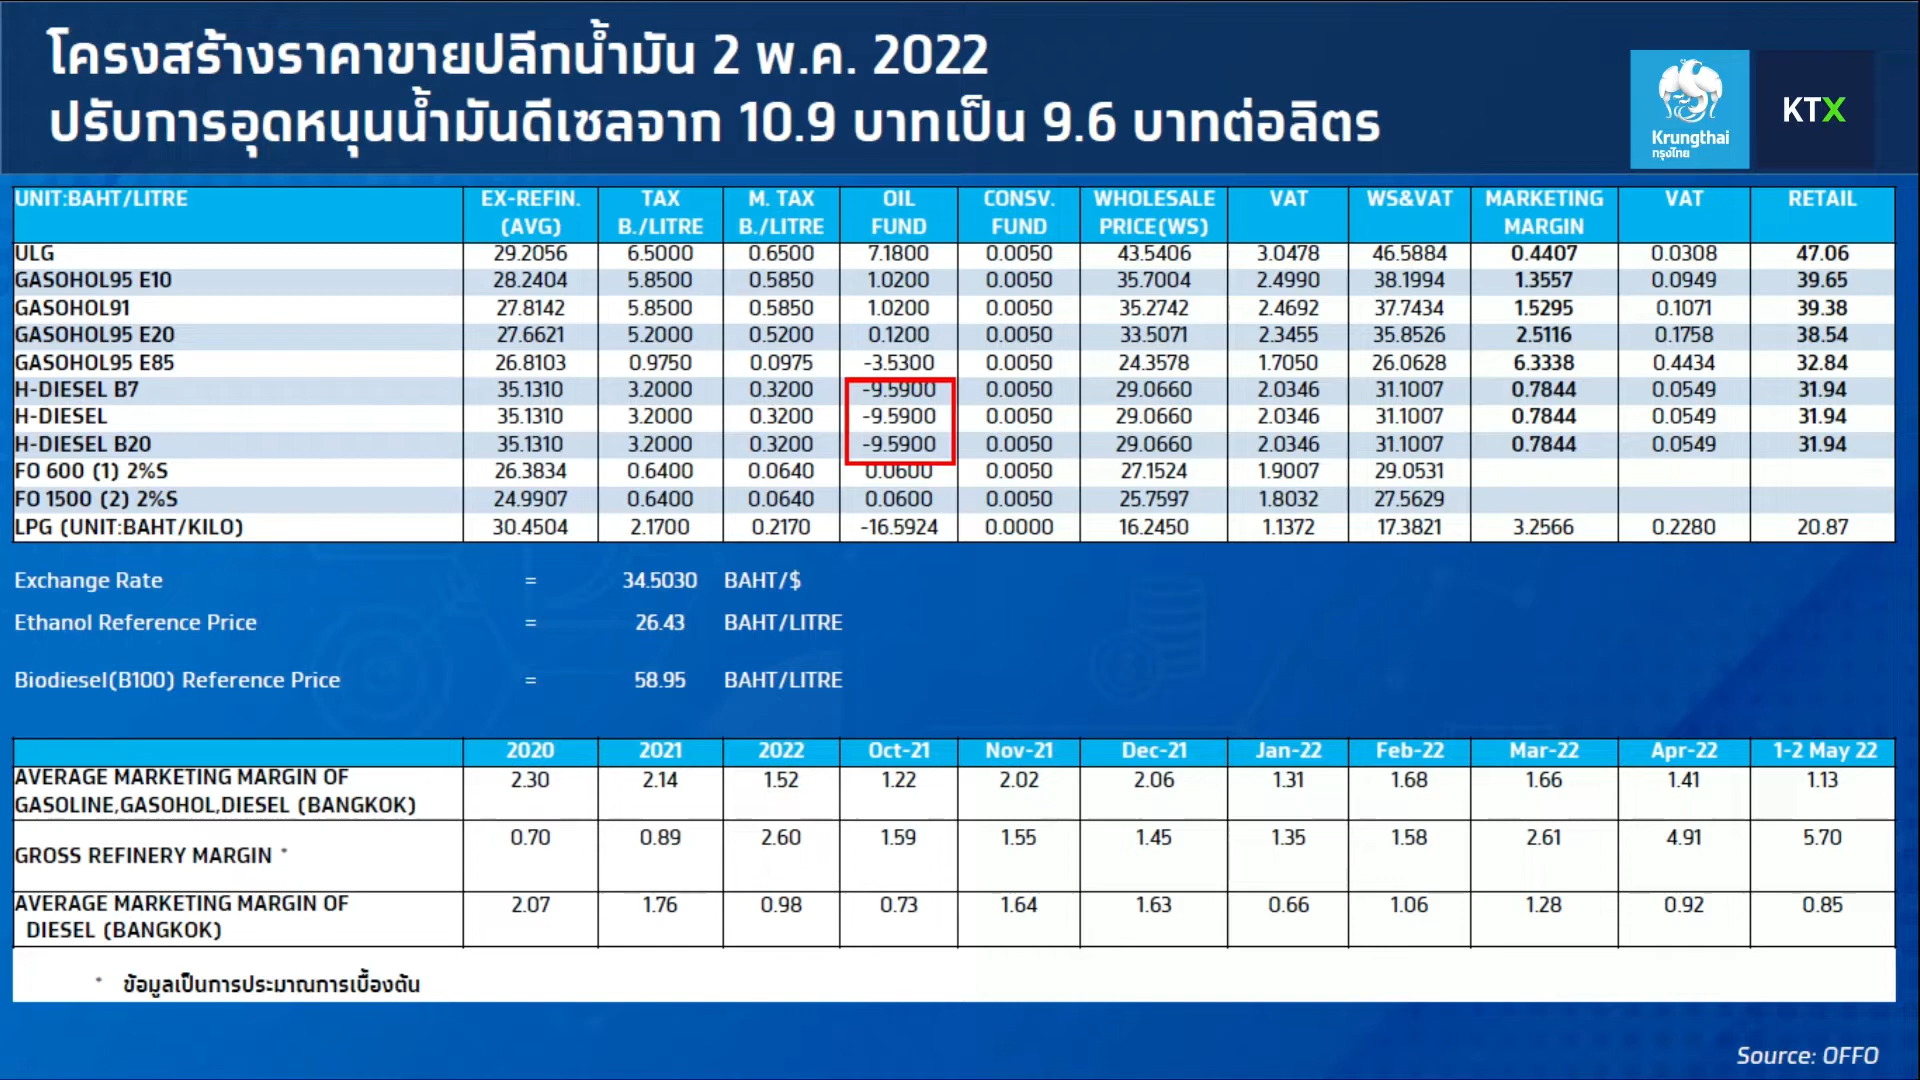 โครงสร้างราคาขายปลีกน้ำมัน 2 พ.ค. 2022
ปรับการอุดหนุนน้ำมันดีเซลจาก 10.9 บาทเป็น 9.6 บาทต่อลิตร
Krungthai
กรุงไทย
KTX
UNIT:BAHT/LITRE EX-REFIN. (AVG) TAX B./LITRE M. TAX B./LITRE OIL FUND CONSV. FUND WHOLESALE PRICE(WS) VAT WS&VAT MARKETING MARGIN VAT RETAIL
ULG 29.2056 6.5000 0.6500 7.1800 0.0050 43.5406 3.0478 46.5884 0.4407 0.0308 47.06
GASOHOL95 E10 28.2404 5.8500 0.5850 1.0200 0.0050 35.7004 2.4990 38.1994 1.3557 0.0949 39.65
GASOHOL91 27.8142 5.8500 0.5850 1.0200 0.0050 35.2742 2.4692 37.7434 1.5295 0.1071 39.38
GASOHOL95 E20 27.6621 5.2000 0.5200 0.1200 0.0050 33.5071 2.3455 35.8526 2.5116 0.1758 38.54
GASOHOL95 E85 26.8103 0.9750 0.0975 -3.5300 0.0050 24.3578 1.7050 26.0628 6.3338 0.4434 32.84
H-DIESEL B7 35.1310 3.2000 0.3200 -9.5900 0.0050 29.0660 2.0346 31.1007 0.7844 0.0549 31.94
H-DIESEL 35.1310 3.2000 0.3200 -9.5900 0.0050 29.0660 2.0346 31.1007 0.7844 0.0549 31.94
H-DIESEL B20 35.1310 3.2000 0.3200 -9.5900 0.0050 29.0660 2.0346 31.1007 0.7844 0.0549 31.94
FO 600 (1) 2%S 26.3834 0.6400 0.0640 0.0600 0.0050 27.1524 1.9007 29.0531
FO 1500 (2) 2%S 24.9907 0.6400 0.0640 0.0600 0.0050 25.7597 1.8032 27.5629
LPG (UNIT:BAHT/KILO) 30.4504 2.1700 0.2170 -16.5924 0.0000 16.2450 1.1372 17.3821 3.2566 0.2280 20.87
Exchange Rate = 34.5030 BAHT/$
Ethanol Reference Price = 26.43 BAHT/LITRE
Biodiesel(B100) Reference Price = 58.95 BAHT/LITRE
2020 2021 2022 Oct-21 Nov-21 Dec-21 Jan-22 Feb-22 Mar-22 Apr-22 1-2 May 22
AVERAGE MARKETING MARGIN OF 2.30 2.14 1.52 1.22 2.02 2.06 1.31 1.68 1.66 1.41 1.13
GASOLINE,GASOHOL,DIESEL (BANGKOK)
GROSS REFINERY MARGIN * 0.70 0.89 2.60 1.59 1.55 1.45 1.35 1.58 2.61 4.91 5.70
AVERAGE MARKETING MARGIN OF 2.07 1.76 0.98 0.73 1.64 1.63 0.66 1.06 1.28 0.92 0.85
DIESEL (BANGKOK)
* ข้อมูลเป็นการประมาณการเบื้องต้น
Source: OFFO